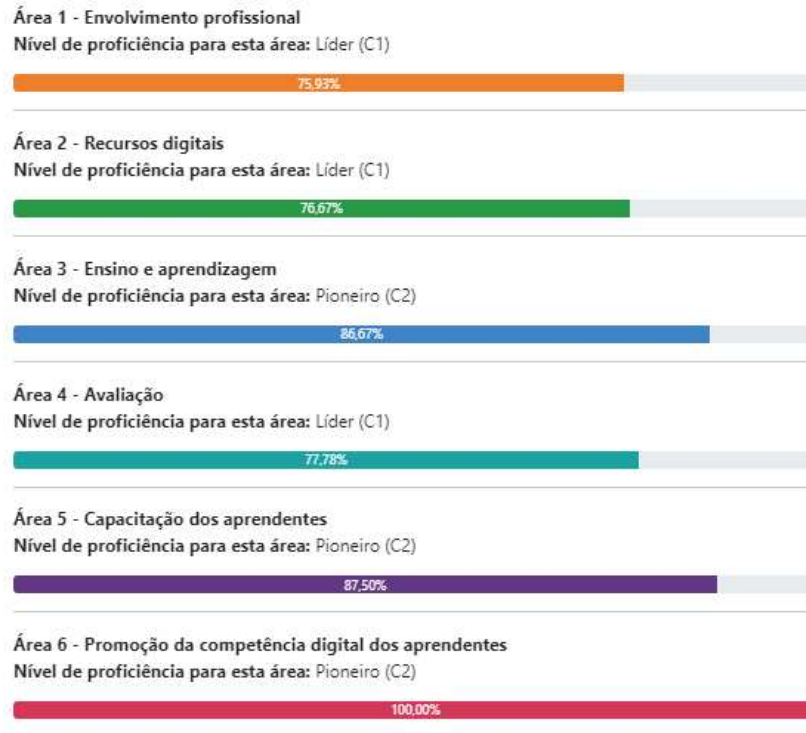 Área 1 - Envolvimento profissional
Nível de proficiência para esta área: Líder (C1)
75,93%
Área 2 - Recursos digitais
Nível de proficiência para esta área: Líder (C1)
76,67%
Área 3 - Ensino e aprendizagem
Nível de proficiência para esta área: Pioneiro (C2)
86,67%
Área 4 - Avaliação
Nível de proficiência para esta área: Líder (C1)
77,78%
Área 5 - Capacitação dos aprendentes
Nível de proficiência para esta área: Pioneiro (C2)
87,50%
Área 6 - Promoção da competência digital dos aprendentes
Nível de proficiência para esta área: Pioneiro (C2)
100,00%